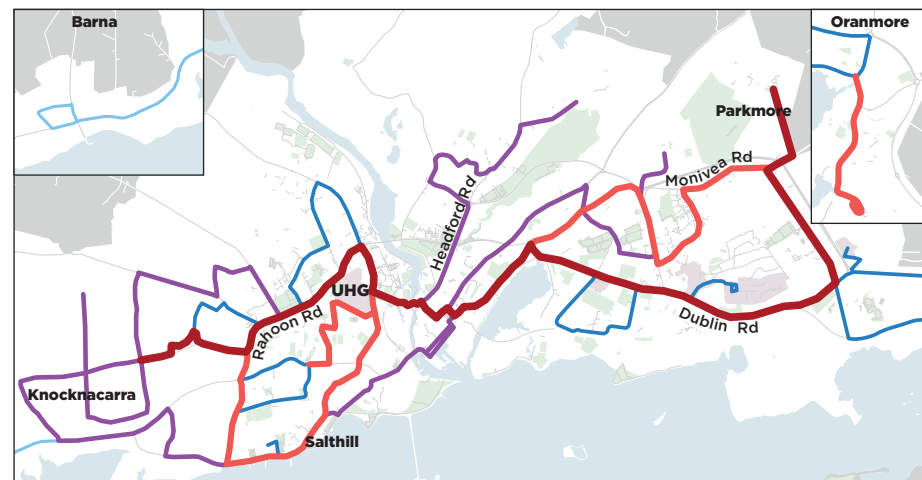 Barna
Oranmore
Parkmore
Monivea Rd
Headford Rd
UHG
Rahoon Rd
Dublin Rd
Knocknacarra
Salthill